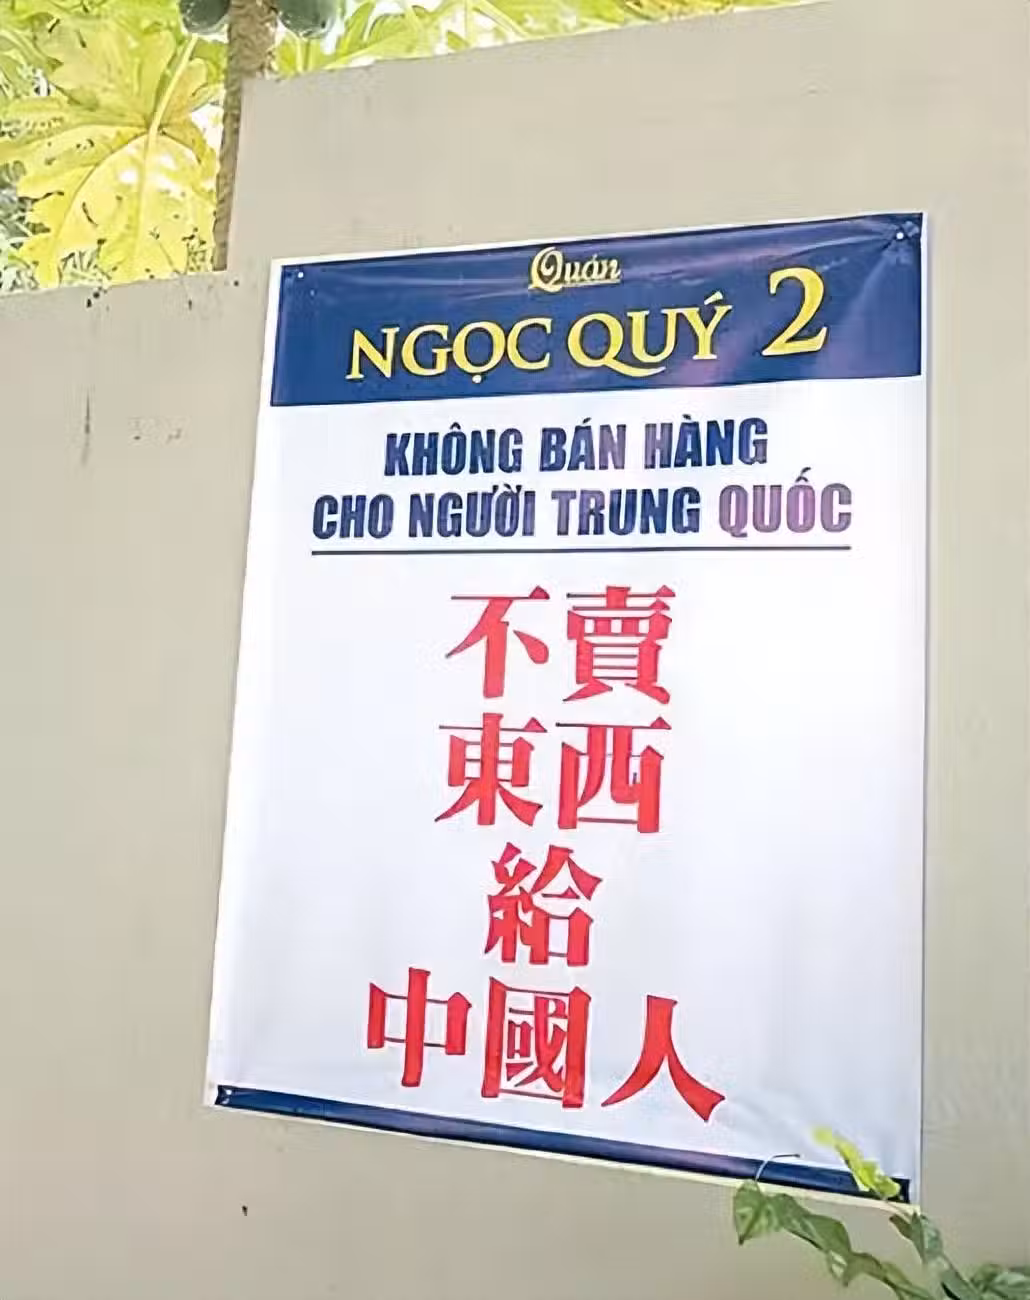 Quán
NGỌC QUÝ 2
KHÔNG BÁN HÀNG
CHO NGƯỜI TRUNG QUỐC
不賣
東西
給
中國人